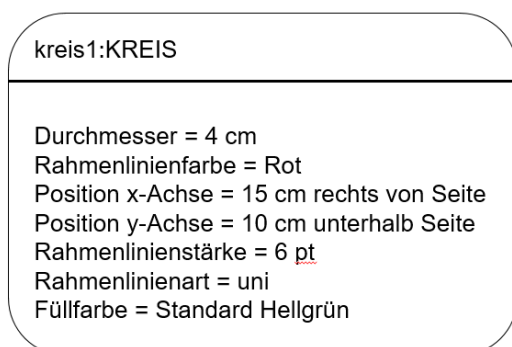 kreis1:KREIS
Durchmesser = 4 cm
Rahmenlinienfarbe = Rot
Position x-Achse = 15 cm rechts von Seite
Position y-Achse = 10 cm unterhalb Seite
Rahmenlinienstärke = 6 pt
Rahmenlinienart = uni
Füllfarbe = Standard Hellgrün